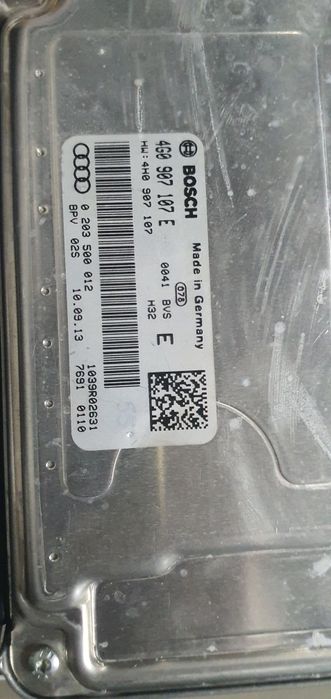 BOSCH Made in Germany
4G0 907 107 E 0041 BVS E
HW:4H0 907 107 H32
078
0 203 500 012 1039R02631
BPV 02S 10.09.13 7691 0110